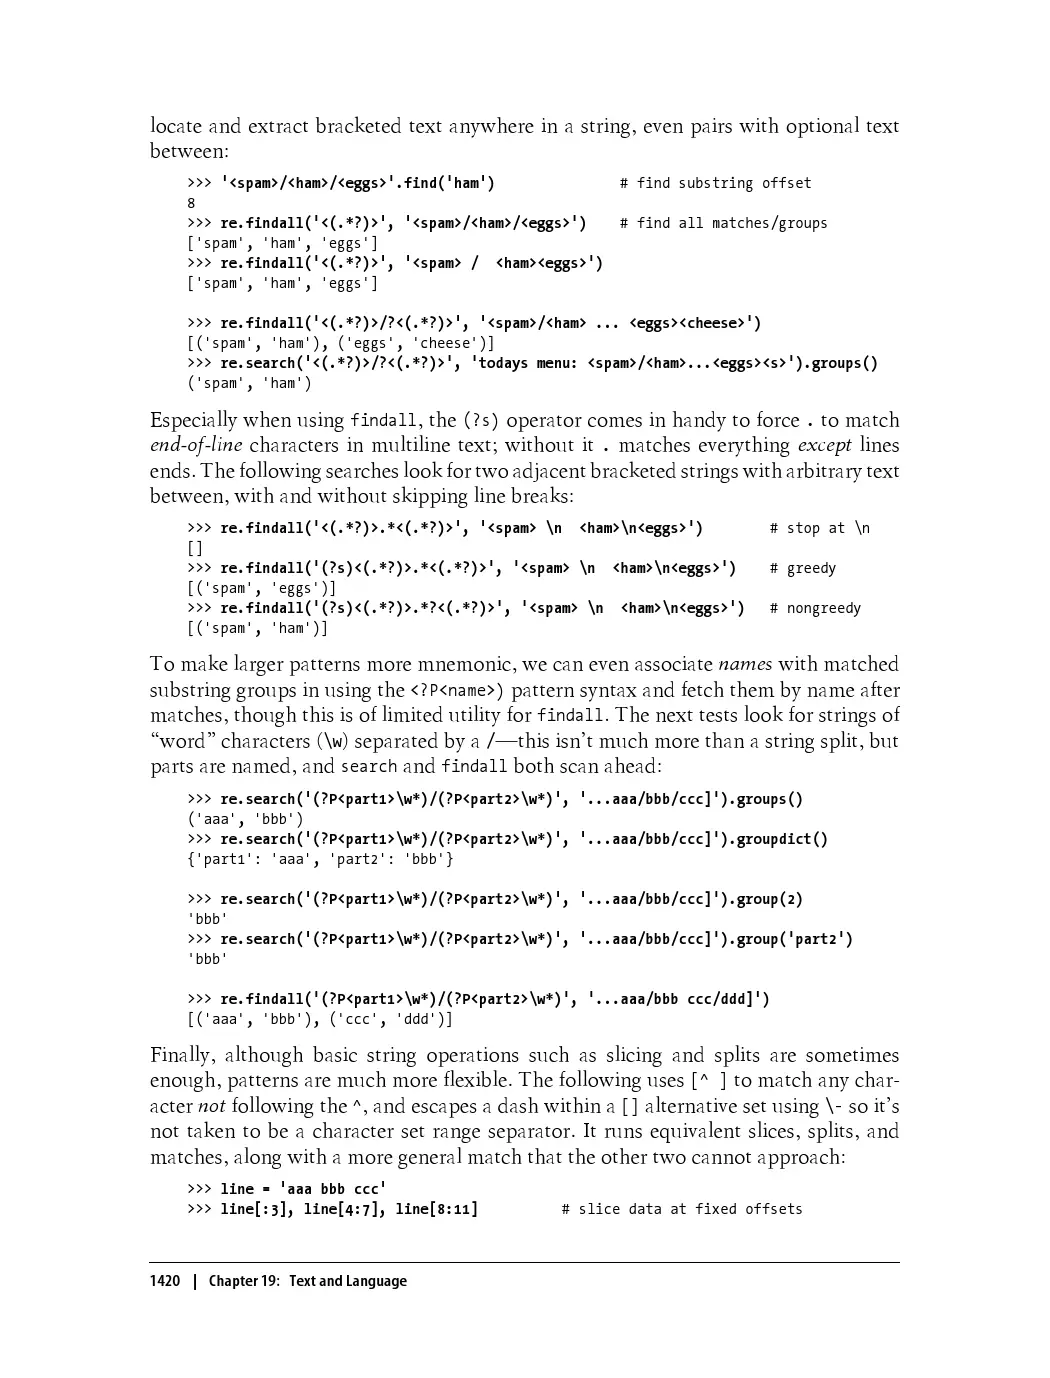 locate and extract bracketed text anywhere in a string, even pairs with optional text
between:
>>> '<spam>/<ham>/<eggs>'.find('ham') # find substring offset
8
>>> re.findall('<(.*?)>', '<spam>/<ham>/<eggs>') # find all matches/groups
['spam', 'ham', 'eggs']
>>> re.findall('<(.*?)>', '<spam> / <ham><eggs>')
['spam', 'ham', 'eggs']
>>> re.findall('<(.*?)>/?<(.*?)>', '<spam>/<ham> ... <eggs><cheese>')
[('spam', 'ham'), ('eggs', 'cheese')]
>>> re.search('<(.*?)>/?<(.*?)>', 'todays menu: <spam>/<ham>...<eggs><s>').groups()
('spam', 'ham')
Especially when using findall, the (?s) operator comes in handy to force . to match
end-of-line characters in multiline text; without it . matches everything except lines
ends. The following searches look for two adjacent bracketed strings with arbitrary text
between, with and without skipping line breaks:
>>> re.findall('<(.*?)>.*<(.*?)>', '<spam> \n <ham>\n<eggs>') # stop at \n
[]
>>> re.findall('(?s)<(.*?)>.*<(.*?)>', '<spam> \n <ham>\n<eggs>') # greedy
[('spam', 'eggs')]
>>> re.findall('(?s)<(.*?)>.*?<(.*?)>', '<spam> \n <ham>\n<eggs>') # nongreedy
[('spam', 'ham')]
To make larger patterns more mnemonic, we can even associate names with matched
substring groups in using the <?P<name>) pattern syntax and fetch them by name after
matches, though this is of limited utility for findall. The next tests look for strings of
“word” characters (\w) separated by a /—this isn’t much more than a string split, but
parts are named, and search and findall both scan ahead:
>>> re.search('(?P<part1>\w*)/(?P<part2>\w*)', '...aaa/bbb/ccc]').groups()
('aaa', 'bbb')
>>> re.search('(?P<part1>\w*)/(?P<part2>\w*)', '...aaa/bbb/ccc]').groupdict()
{'part1': 'aaa', 'part2': 'bbb'}
>>> re.search('(?P<part1>\w*)/(?P<part2>\w*)', '...aaa/bbb/ccc]').group(2)
'bbb'
>>> re.search('(?P<part1>\w*)/(?P<part2>\w*)', '...aaa/bbb/ccc]').group('part2')
'bbb'
>>> re.findall('(?P<part1>\w*)/(?P<part2>\w*)', '...aaa/bbb ccc/ddd]')
[('aaa', 'bbb'), ('ccc', 'ddd')]
Finally, although basic string operations such as slicing and splits are sometimes
enough, patterns are much more flexible. The following uses [^ ] to match any char-
acter not following the ^, and escapes a dash within a [] alternative set using \- so it’s
not taken to be a character set range separator. It runs equivalent slices, splits, and
matches, along with a more general match that the other two cannot approach:
>>> line = 'aaa bbb ccc'
>>> line[:3], line[4:7], line[8:11] # slice data at fixed offsets
1420 | Chapter 19: Text and Language